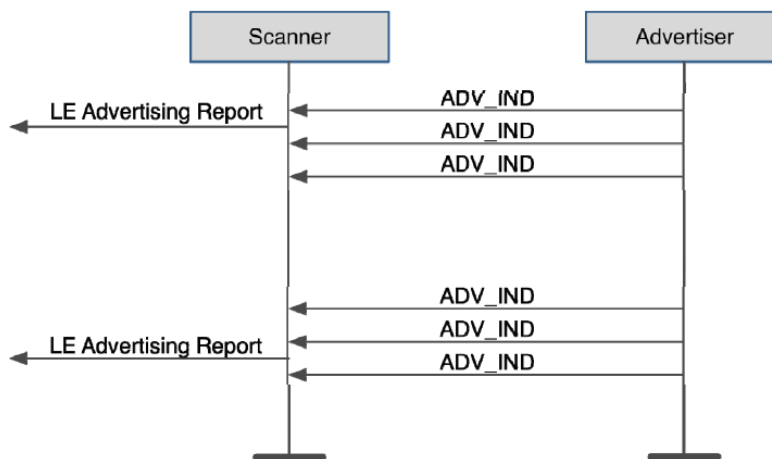 Scanner
Advertiser
ADV_IND
LE Advertising Report
ADV_IND
ADV_IND
ADV_IND
ADV_IND
LE Advertising Report
ADV_IND